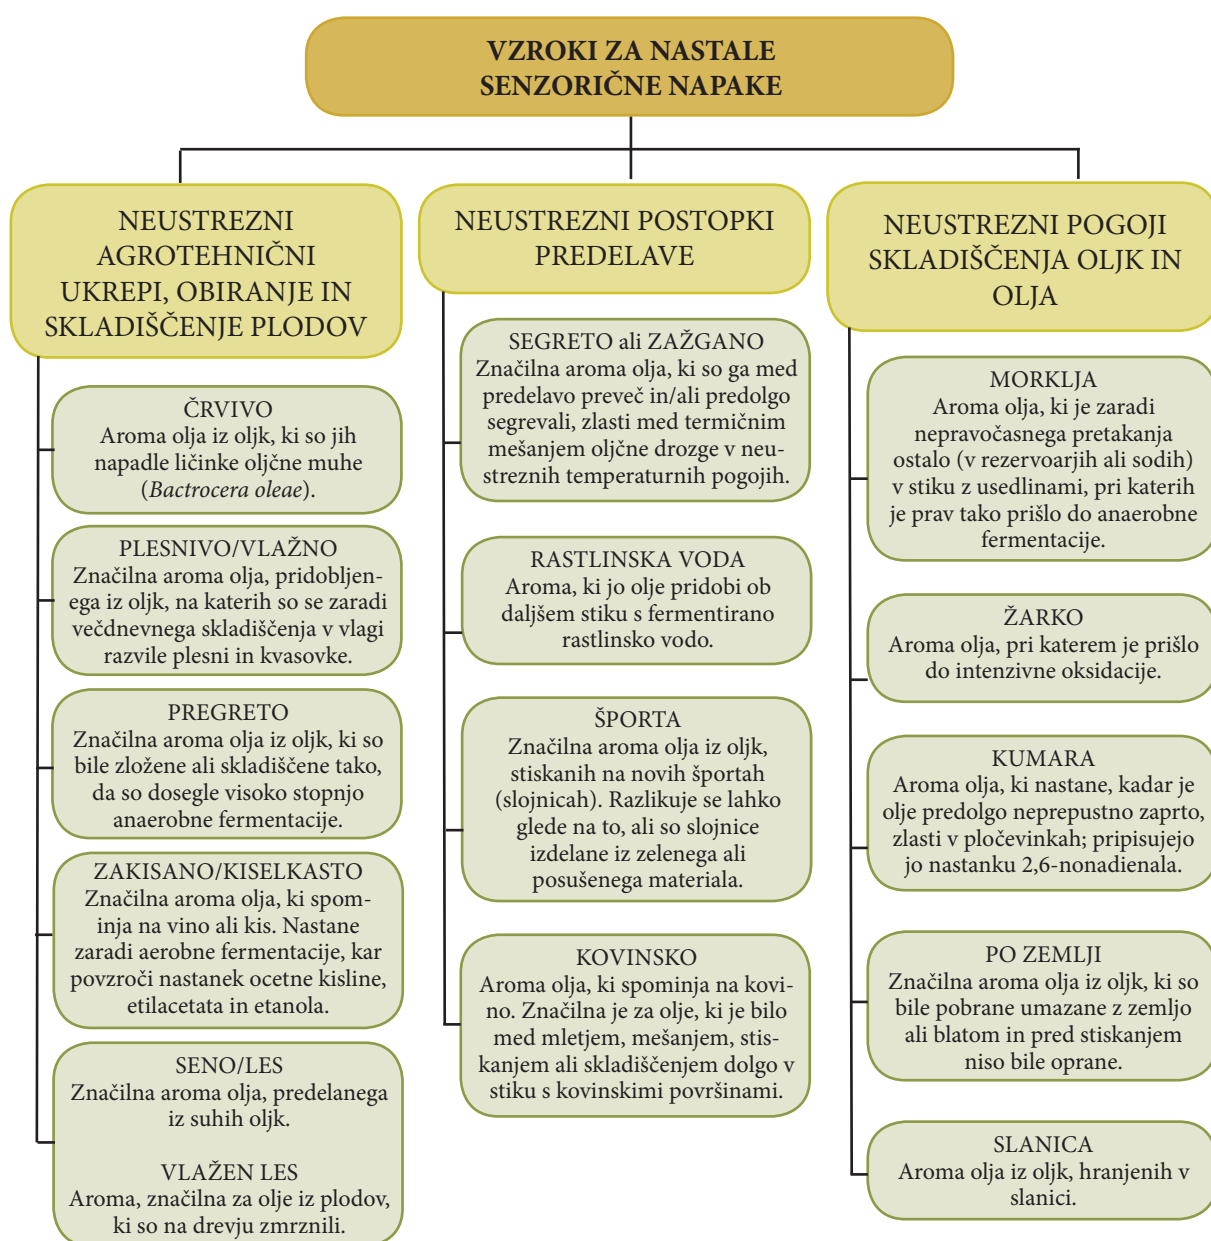 VZROKI ZA NASTALE
SENZORIČNE NAPAKE
NEUSTREZNI
AGROTEHNIČNI
UKREPI, OBIRANJE IN
SKLADIŠČENJE PLODOV
ČRVIVO
Aroma olja iz oljk, ki so jih
napadle ličinke oljčne muhe
(Bactrocera oleae).
PLESNIVO/VLAŽNO
Značilna aroma olja, pridobljen-
ega iz oljk, na katerih so se zaradi
večdnevnega skladiščenja v vlagi
razvile plesni in kvasovke.
PREGRETO
Značilna aroma olja iz oljk, ki so
bile zložene ali skladiščene tako,
da so dosegle visoko stopnjo
anaerobne fermentacije.
ZAKISANO/KISELKASTO
Značilna aroma olja, ki spom-
inja na vino ali kis. Nastane
zaradi aerobne fermentacije, kar
povzroči nastanek ocetne kisline,
etilacetata in etanola.
SENO/LES
Značilna aroma olja, predelanega
iz suhih oljk.
VLAŽEN LES
Aroma, značilna za olje iz plodov,
ki so na drevju zmrznili.
NEUSTREZNI POSTOPKI
PREDELAVE
SEGRETO ali ZAŽGANO
Značilna aroma olja, ki so ga med
predelavo preveč in/ali predolgo
segrevali, zlasti med termičnim
mešanjem oljčne drozge v neu-
streznih temperaturnih pogojih.
RASTLINSKA VODA
Aroma, ki jo olje pridobi ob
daljšem stiku s fermentirano
rastlinsko vodo.
ŠPORTA
Značilna aroma olja iz oljk,
stiskanih na novih športah
(slojnicah). Razlikuje se lahko
glede na to, ali so slojnice
izdelane iz zelenega ali
posušenega materiala.
KOVINSKO
Aroma olja, ki spominja na kovi-
no. Značilna je za olje, ki je bilo
med mletjem, mešanjem, stis-
kanjem ali skladiščenjem dolgo v
stiku s kovinskimi površinami.
NEUSTREZNI POGOJI
SKLADIŠČENJA OLJK IN
OLJA
MORKLJA
Aroma olja, ki je zaradi
nepravočasnega pretakanja
ostalo (v rezervoarjih ali sodih)
v stiku z usedlinami, pri katerih
je prav tako prišlo do anaerobne
fermentacije.
ŽARKO
Aroma olja, pri katerem je prišlo
do intenzivne oksidacije.
KUMARA
Aroma olja, ki nastane, kadar je
olje predolgo neprepustno zaprto,
zlasti v pločevinkah; pripisujejo
jo nastanku 2,6-nonadienala.
PO ZEMLJI
Značilna aroma olja iz oljk, ki so
bile pobrane umazane z zemljo
ali blatom in pred stiskanjem
niso bile oprane.
SLANICA
Aroma olja iz oljk, hranjenih v
slanici.